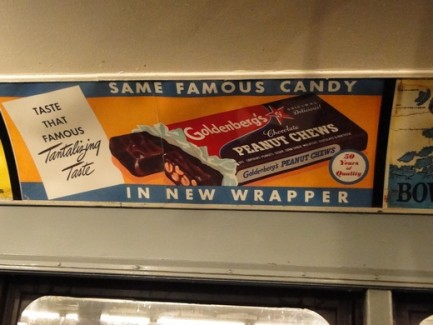 SAME FAMOUS CANDY
TASTE
THAT
FAMOUS
Tantalizing
Taste
Goldenberg's
Chocolate
PEANUT CHEWS
Goldenberg's PEANUT CHEWS
50
Years
of
Quality
IN NEW WRAPPER
BOW